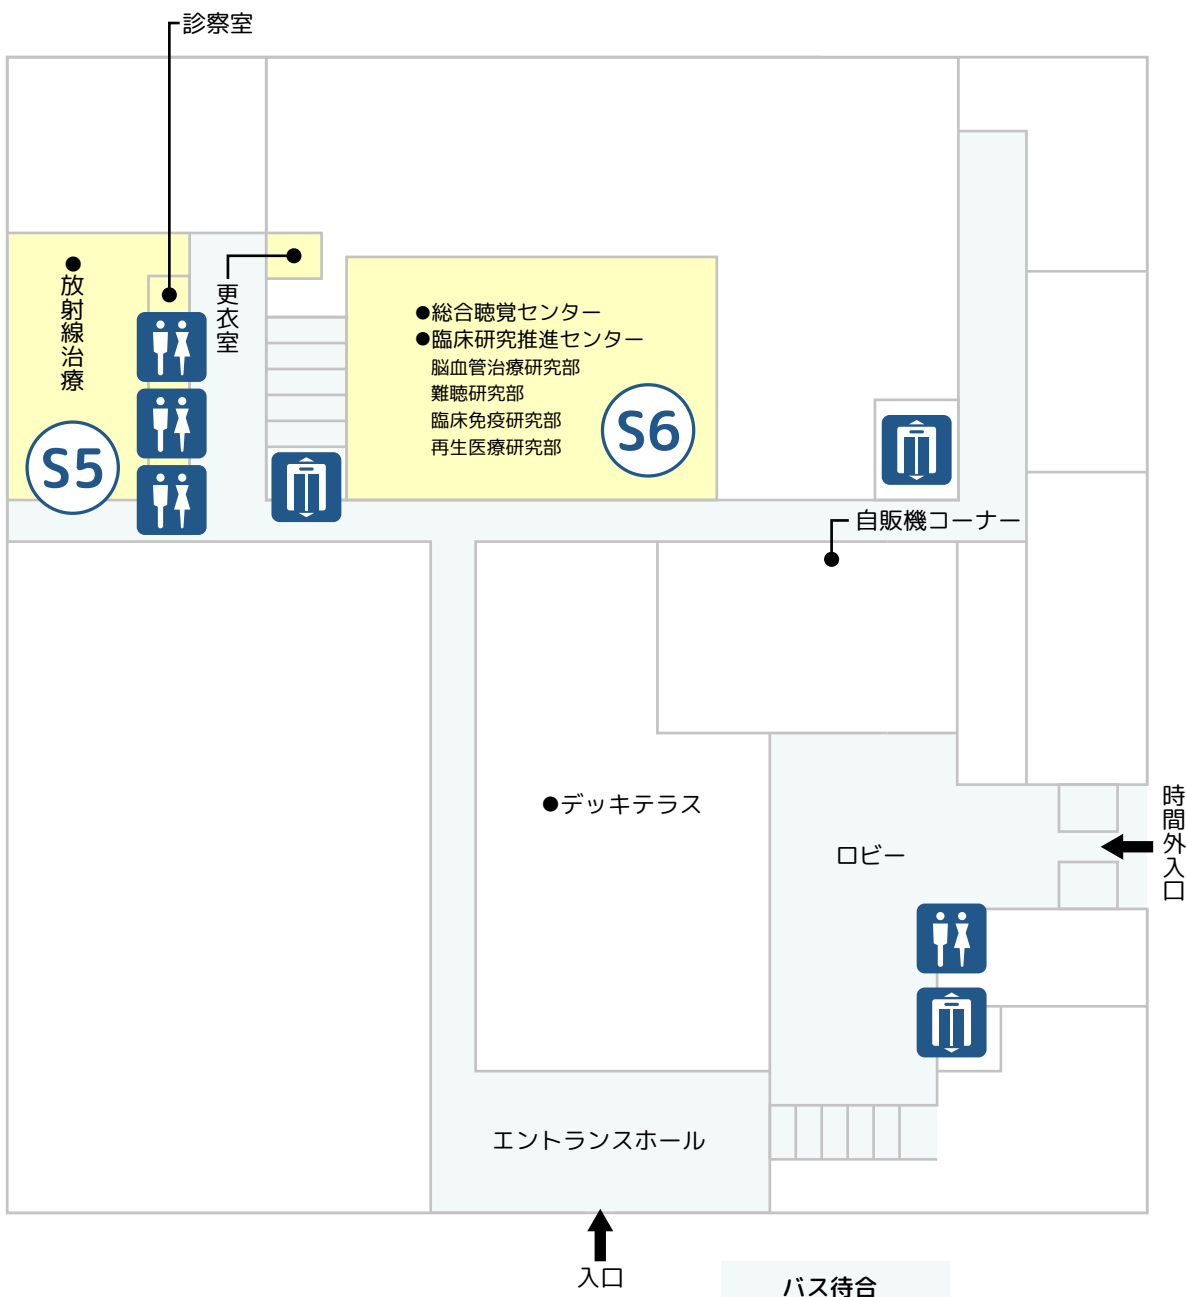 診察室
放射線治療
更衣室
●総合聴覚センター
●臨床研究推進センター
脳血管治療研究部
難聴研究部
臨床免疫研究部
再生医療研究部
S5
S6
自販機コーナー
●デッキテラス
ロビー
時間外入口
エントランスホール
入口
バス待合